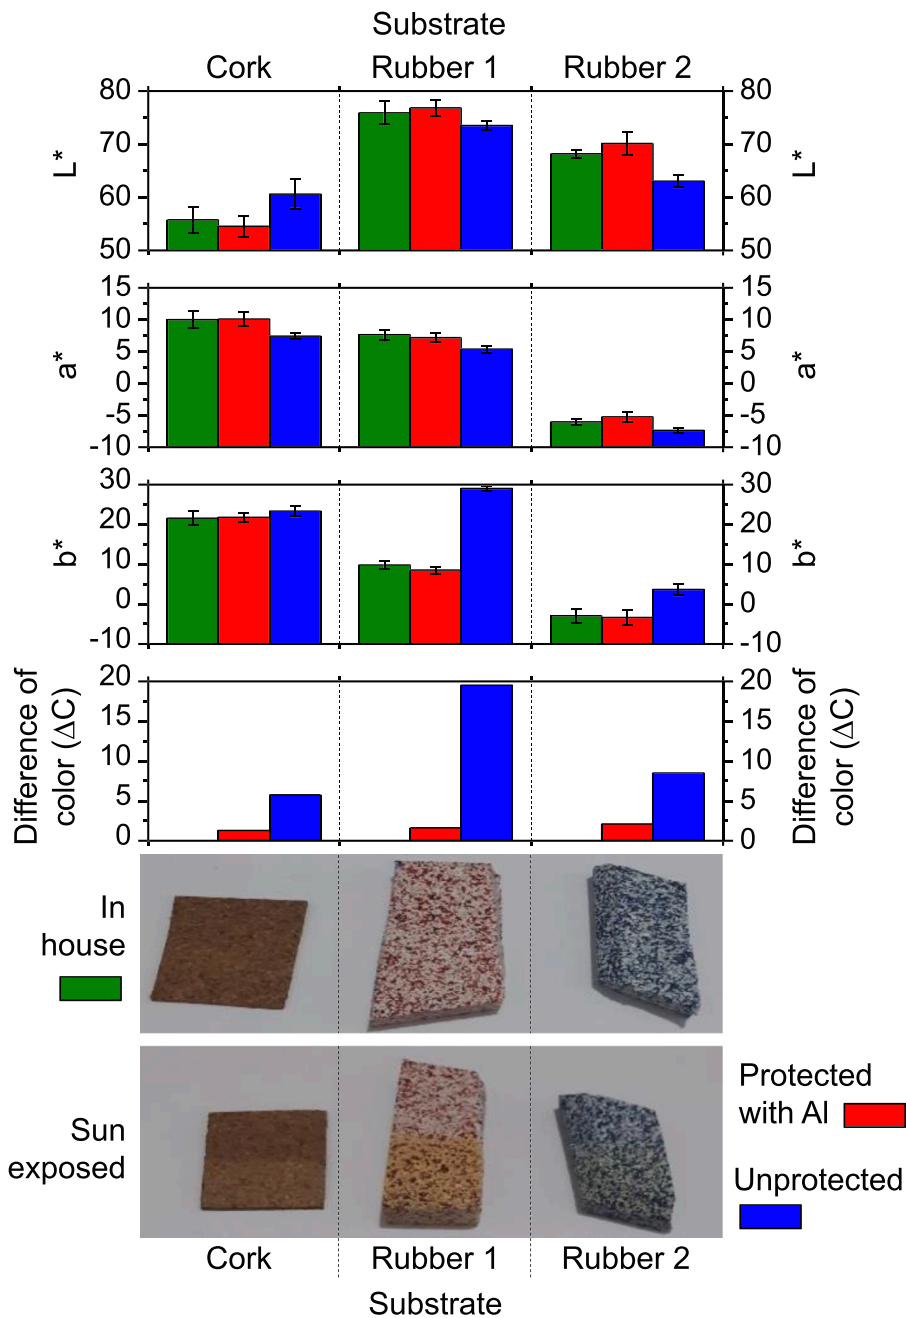 Substrate
Cork Rubber 1 Rubber 2
80 80
70 70
L* L*
60 60
50 50
15 15
10 10
5 5
a* a*
0 0
-5 -5
-10 -10
30 30
20 20
b* b*
10 10
0 0
-10 -10
Difference of
color (ΔC)
20 20
15 15
10 10
5 5
0 0
Difference of
color (ΔC)
In
house
Sun
exposed
Protected
with Al
Unprotected
Cork Rubber 1 Rubber 2
Substrate